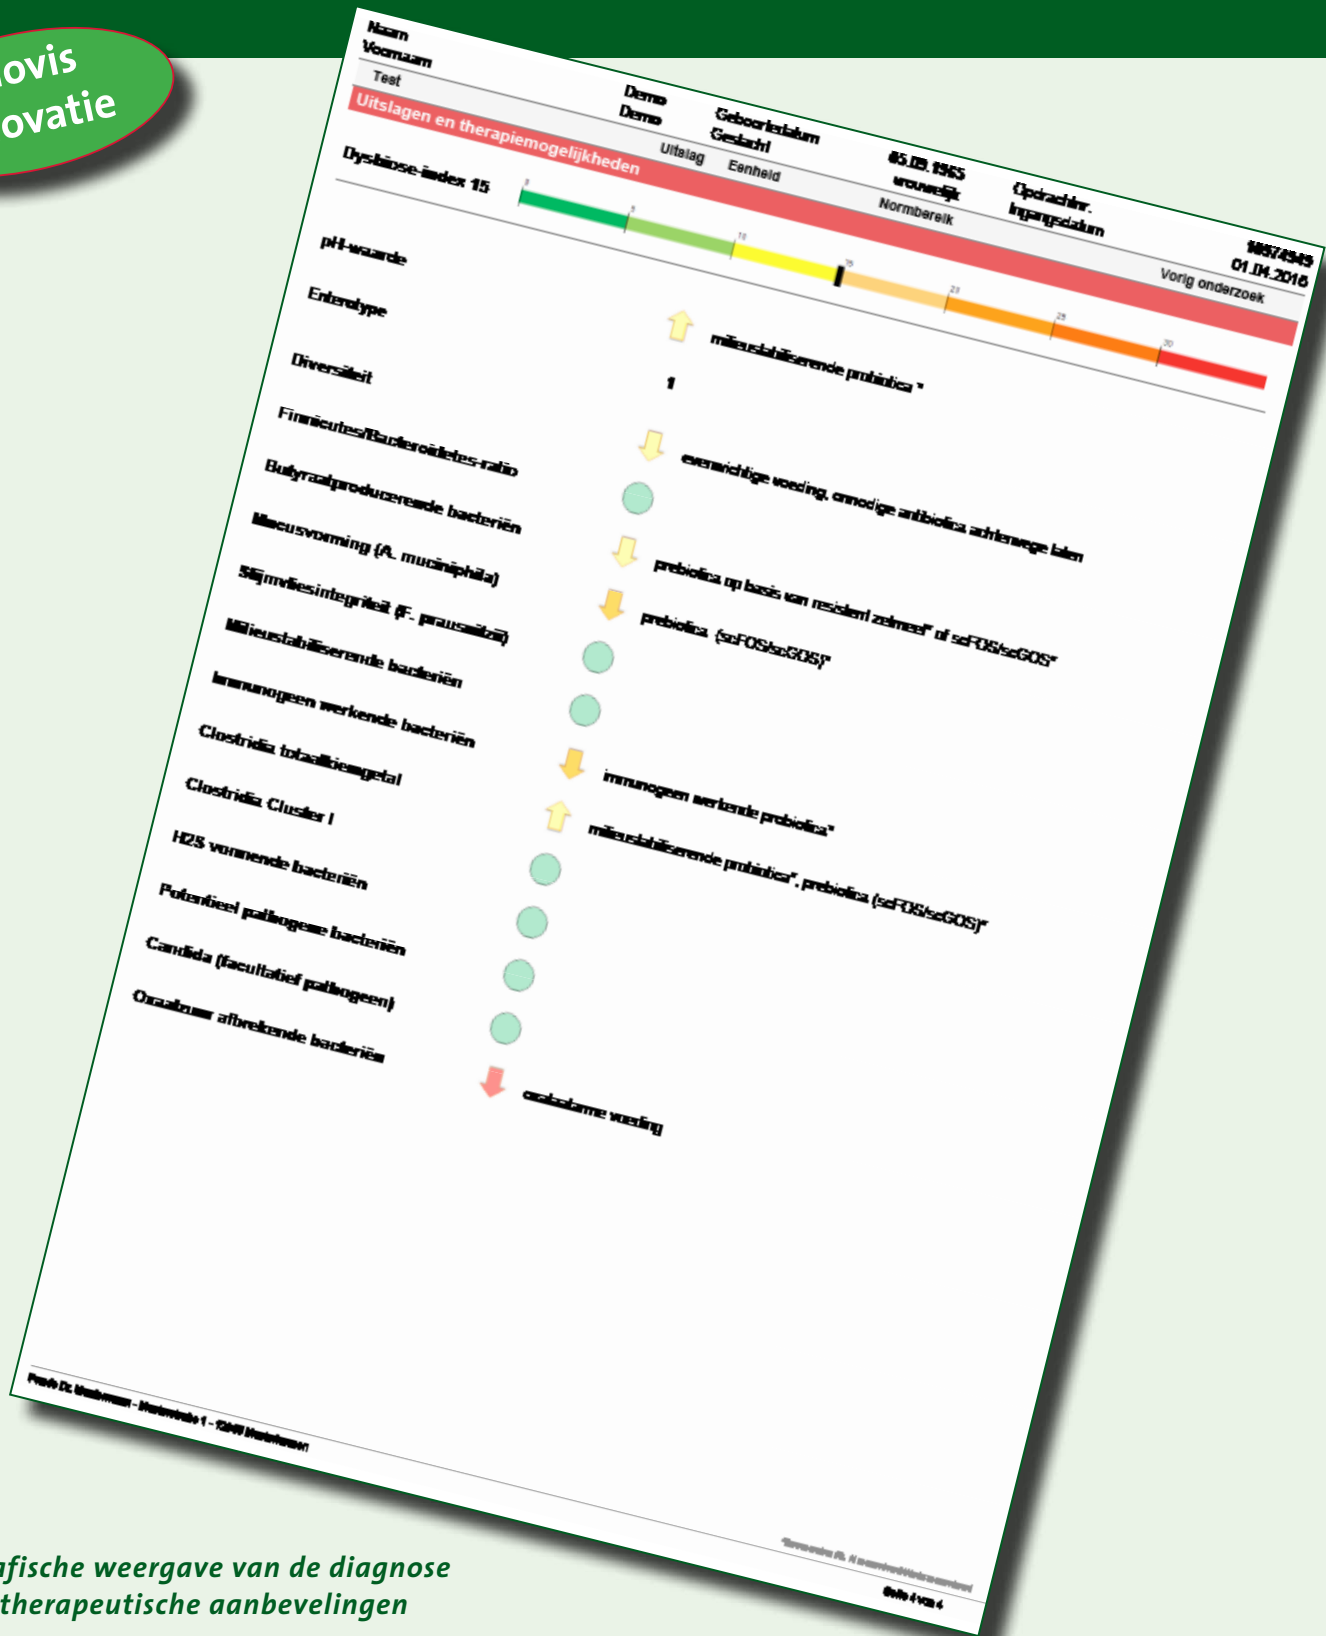 ovis
ovatie
Naam Demo Geboortedatum 05.09.1965 Opdrachtnr.
Voornaam Demo Geslacht vrouwelijk Ingangsdatum 01.04.2016
Test Uitslag Eenheid Normbereik Vorig onderzoek
Uitslagen en therapiemogelijkheden
Dysbiose-index 15
pH-waarde milieustabiliserende probiotica *
Enterotype 1
Diversiteit evenwichtige voeding, onnodige antibiotica achterwege laten
Firmicutes/Bacteroidetes-ratio
Butyraatproducerende bacteriën prebiotica op basis van resistent zetmeel* of scFOS/scGOS*
Mucusvorming (A. muciniphila) prebiotica (scFOS/scGOS)*
Slijmvliesintegriteit (F. prausnitzii)
Milieustabiliserende bacteriën
Immunogeen werkende bacteriën immunogeen werkende probiotica*
Clostridia totaalkiemgetal milieustabiliserende probiotica*, prebiotica (scFOS/scGOS)*
Clostridia Cluster I
H2S vormende bacteriën
Potentieel pathogene bacteriën
Candida (facultatief pathogeen)
Oxaalzuur afbrekende bacteriën oxalaatarme voeding
Seite 4 von 4
afische weergave van de diagnose
therapeutische aanbevelingen